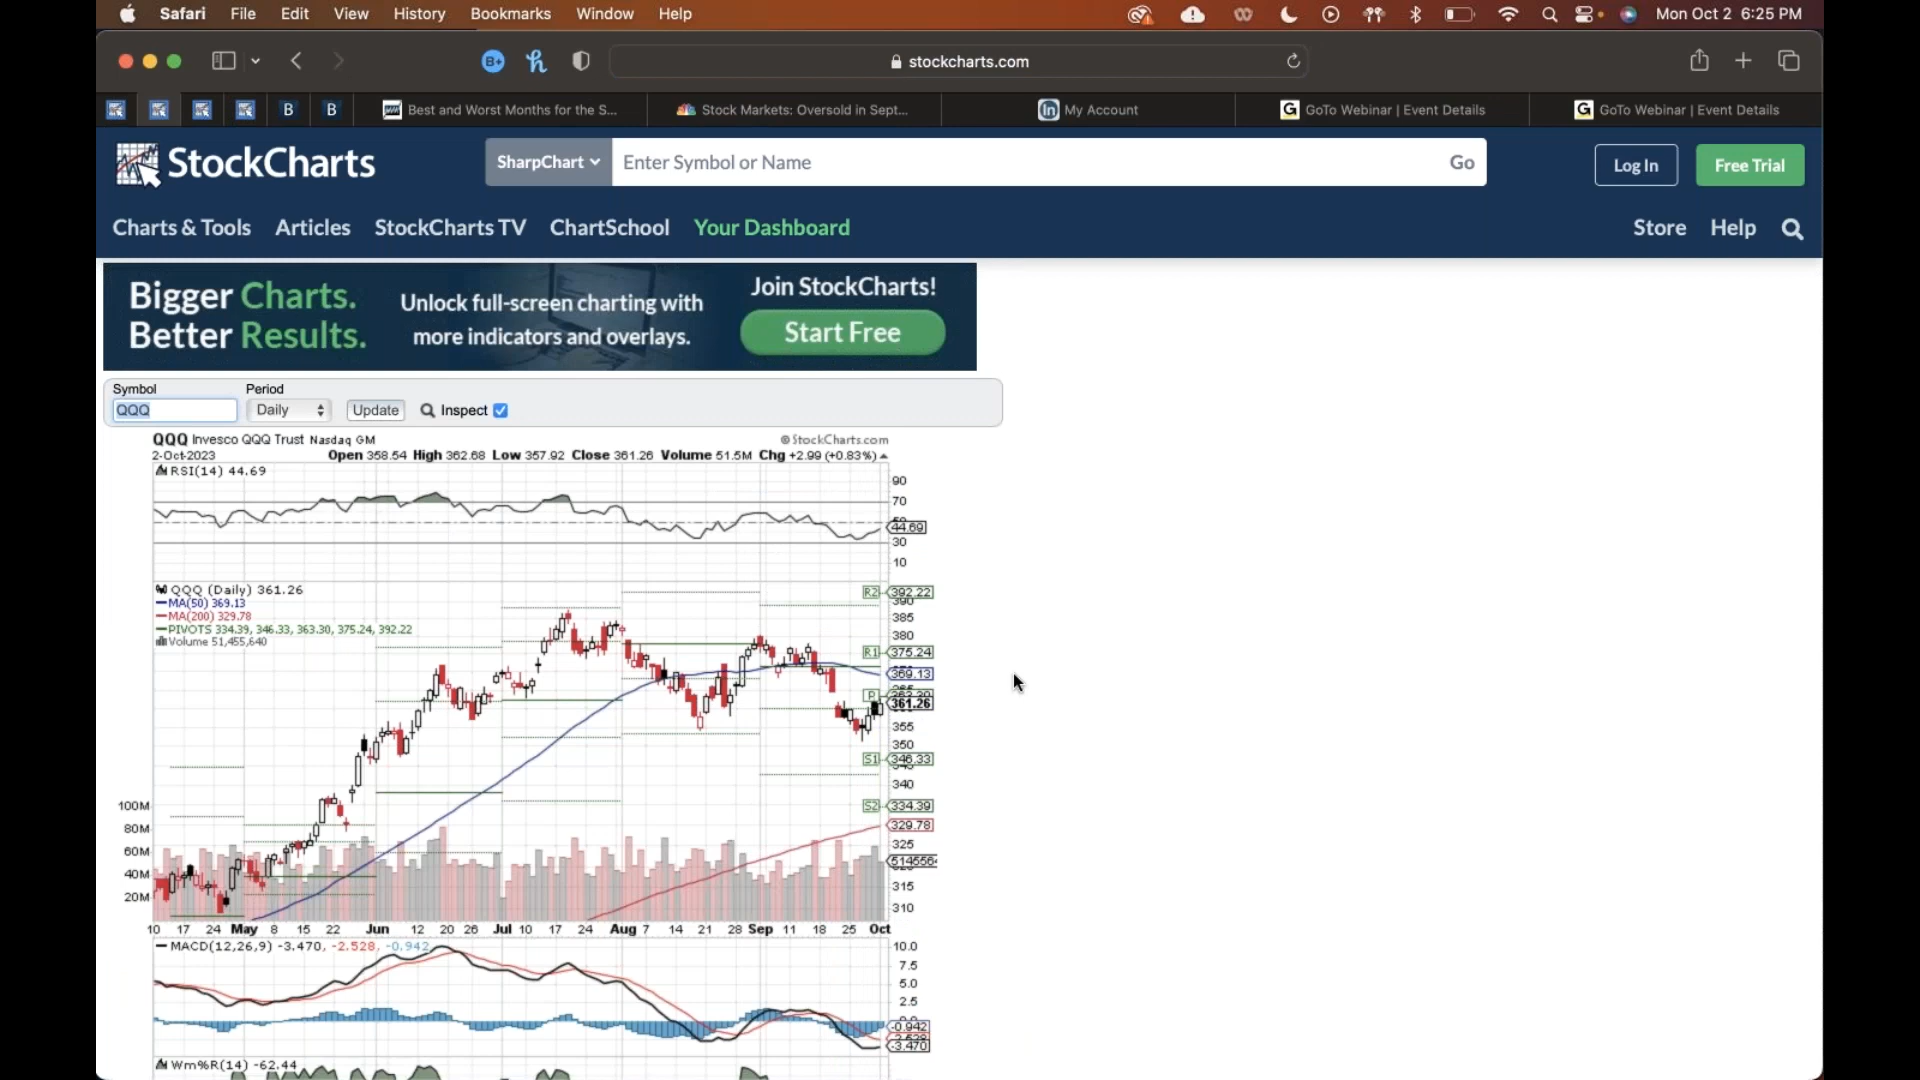 Safari File Edit View History Bookmarks Window Help Mon Oct 2 6:25 PM
B+ stockcharts.com
B B Best and Worst Months for the S... Stock Markets: Oversold in Sept... in My Account G GoTo Webinar | Event Details G GoTo Webinar | Event Details
StockCharts SharpChart Enter Symbol or Name Go Log In Free Trial
Charts & Tools Articles StockCharts TV ChartSchool Your Dashboard Store Help
Bigger Charts.
Better Results.
Unlock full-screen charting with
more indicators and overlays.
Join StockCharts!
Start Free
Symbol Period
QQQ Daily Update Inspect
QQQ Invesco QQQ Trust Nasdaq GM © StockCharts.com
2-Oct-2023 Open 358.54 High 362.68 Low 357.92 Close 361.26 Volume 51.5M Chg +2.99 (+0.83%)
RSI(14) 44.69
90
70
44.69
30
10
QQQ (Daily) 361.26
MA(50) 369.13
MA(200) 329.78
PIVOTS 334.39, 346.33, 363.30, 375.24, 392.22
Volume 51,455,640
R2 392.22
390
385
380
R1 375.24
369.13
P
361.26
355
350
S1 346.33
340
S2 334.39
329.78
325
315
310
100M
80M
60M
40M
20M
10 17 24 May 8 15 22 Jun 12 20 26 Jul 10 17 24 Aug 7 14 21 28 Sep 11 18 25 Oct
MACD(12,26,9) -3.470, -2.528, -0.942
10.0
7.5
5.0
2.5
-0.942
-3.470
Wm%R(14) -62.44